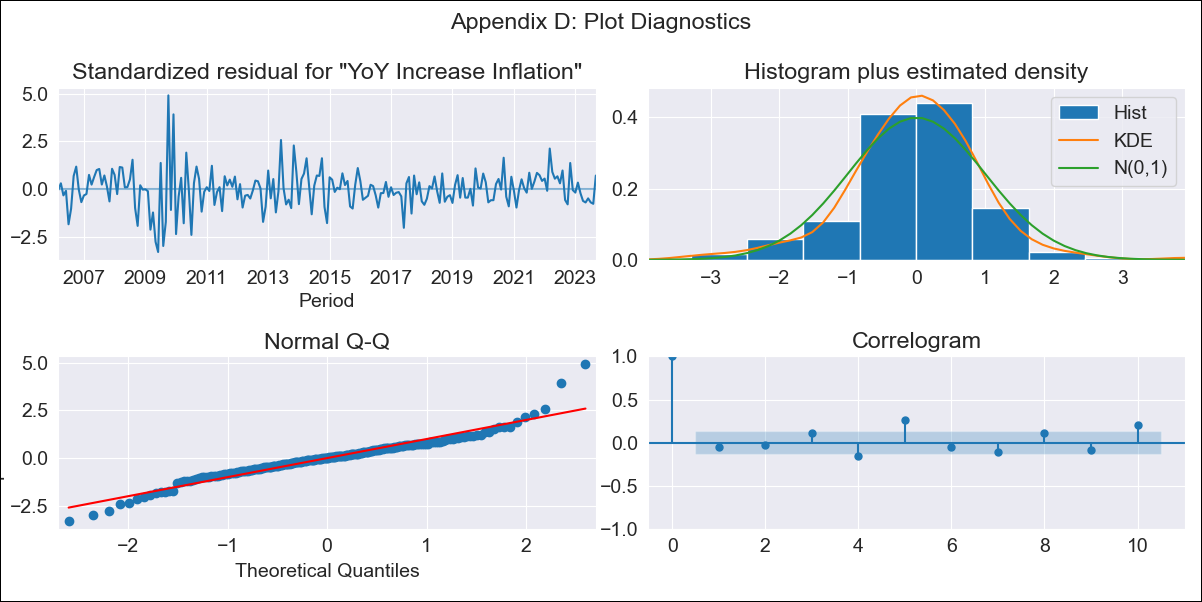 Appendix D: Plot Diagnostics
Standardized residual for "YoY Increase Inflation"
5.0
2.5
0.0
−2.5
2007 2009 2011 2013 2015 2017 2019 2021 2023
Period
Histogram plus estimated density
0.4
0.2
0.0
−3 −2 −1 0 1 2 3
Hist
KDE
N(0,1)
Normal Q-Q
5.0
2.5
0.0
−2.5
−2 −1 0 1 2
Theoretical Quantiles
Correlogram
1.0
0.5
0.0
−0.5
−1.0
0 2 4 6 8 10